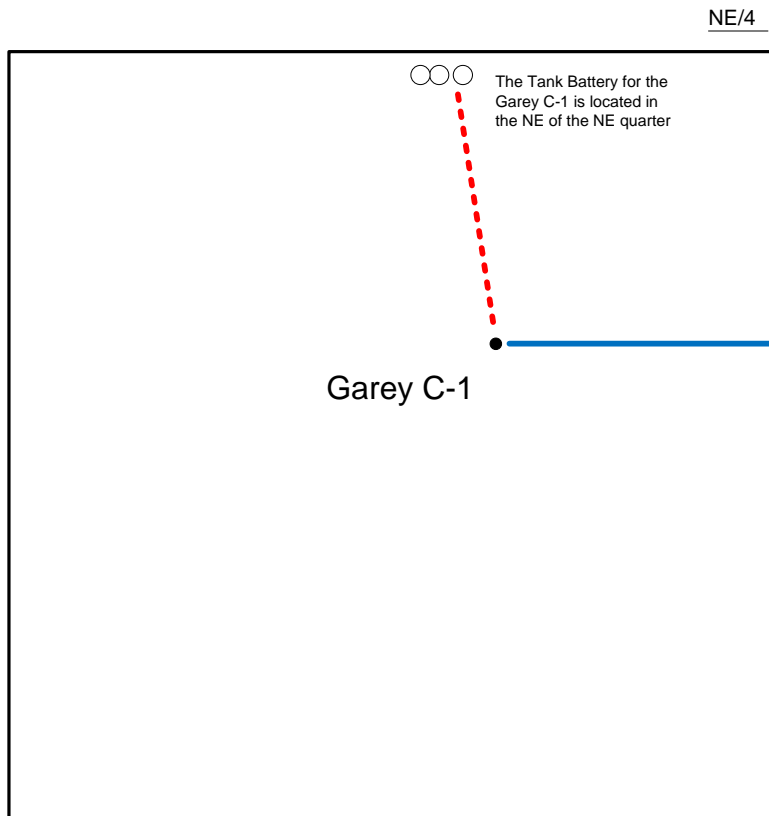 NE/4
The Tank Battery for the
Garey C-1 is located in
the NE of the NE quarter
Garey C-1